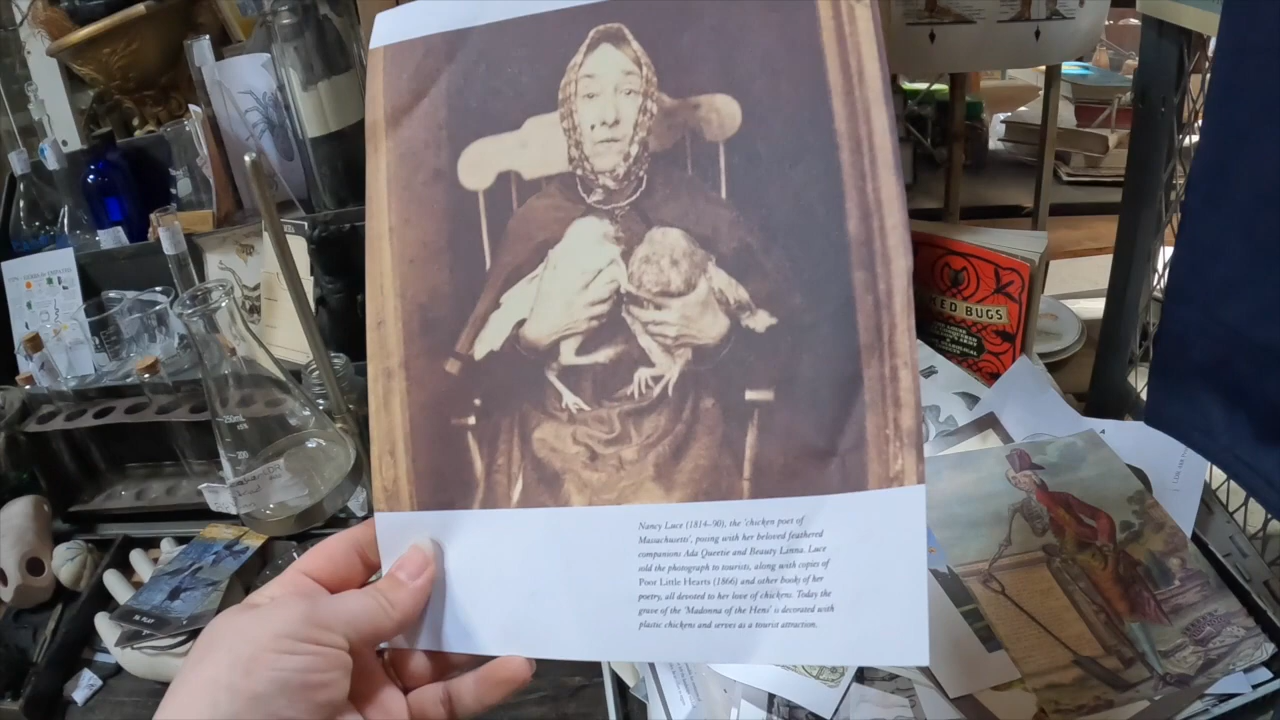 Nancy Luce (1814–90), the 'chicken poet of
Massachusetts', posing with her beloved feathered
companions Ada Queetie and Beauty Linna. Luce
sold the photograph to tourists, along with copies of
Poor Little Hearts (1866) and other books of her
poetry, all devoted to her love of chickens. Today the
grave of the 'Madonna of the Hens' is decorated with
plastic chickens and serves as a tourist attraction.
KED BUGS
250ml
200